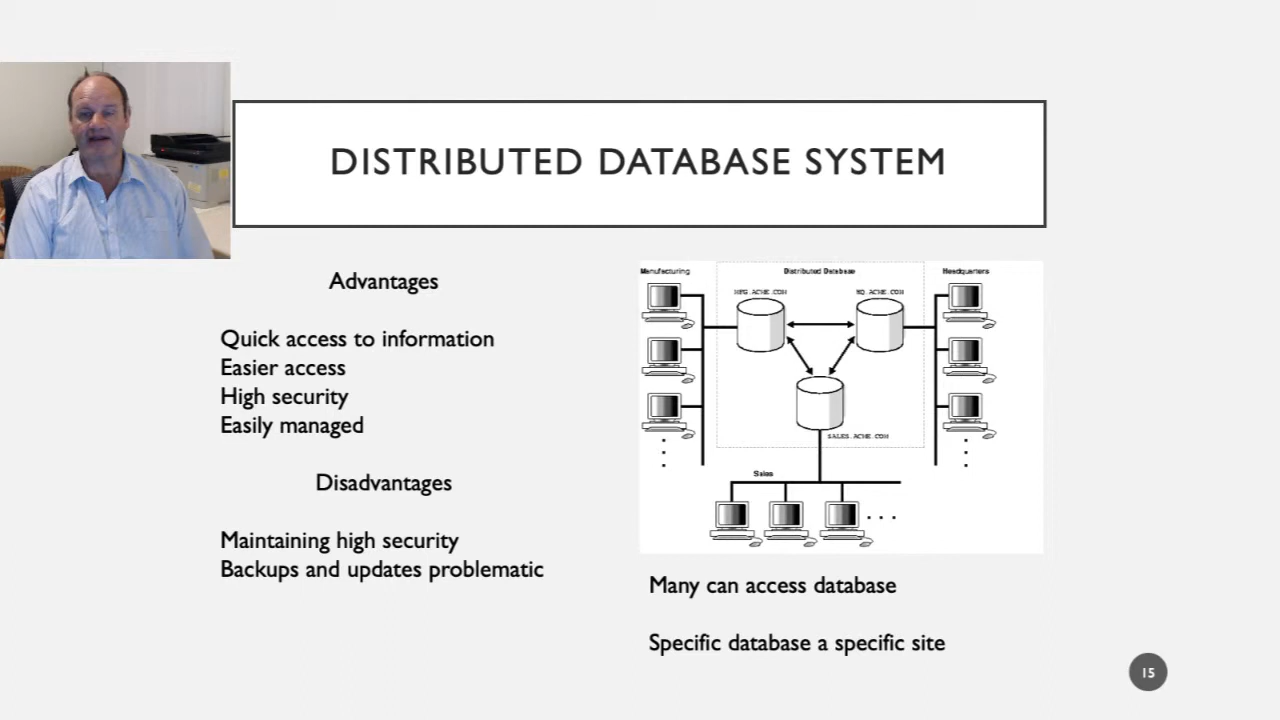 DISTRIBUTED DATABASE SYSTEM
Advantages
Quick access to information
Easier access
High security
Easily managed
Disadvantages
Maintaining high security
Backups and updates problematic
Manufacturing
Distributed Database
Headquarters
MFG.ACME.COM
HQ.ACME.COM
SALES.ACME.COM
Sales
Many can access database
Specific database a specific site
15